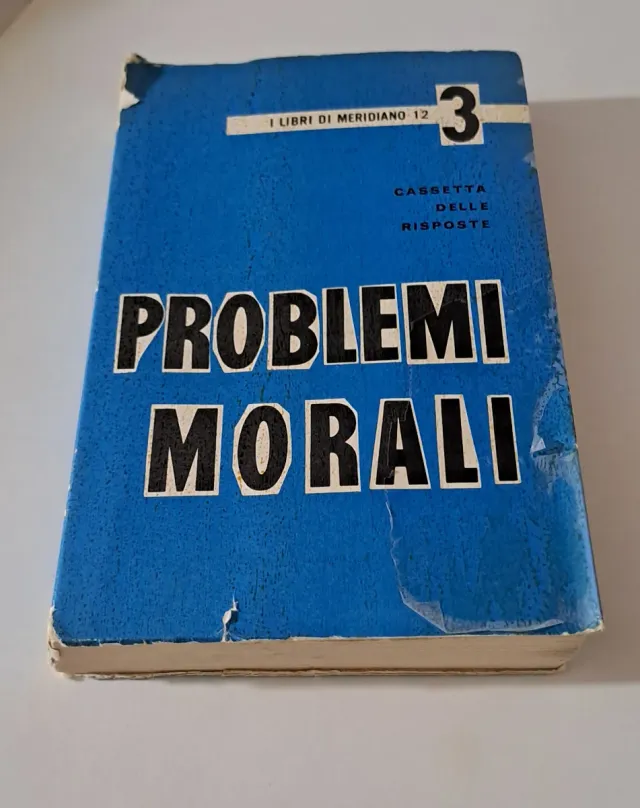 I LIBRI DI MERIDIANO 12 3
CASSETTA
DELLE
RISPOSTE
PROBLEMI
MORALI